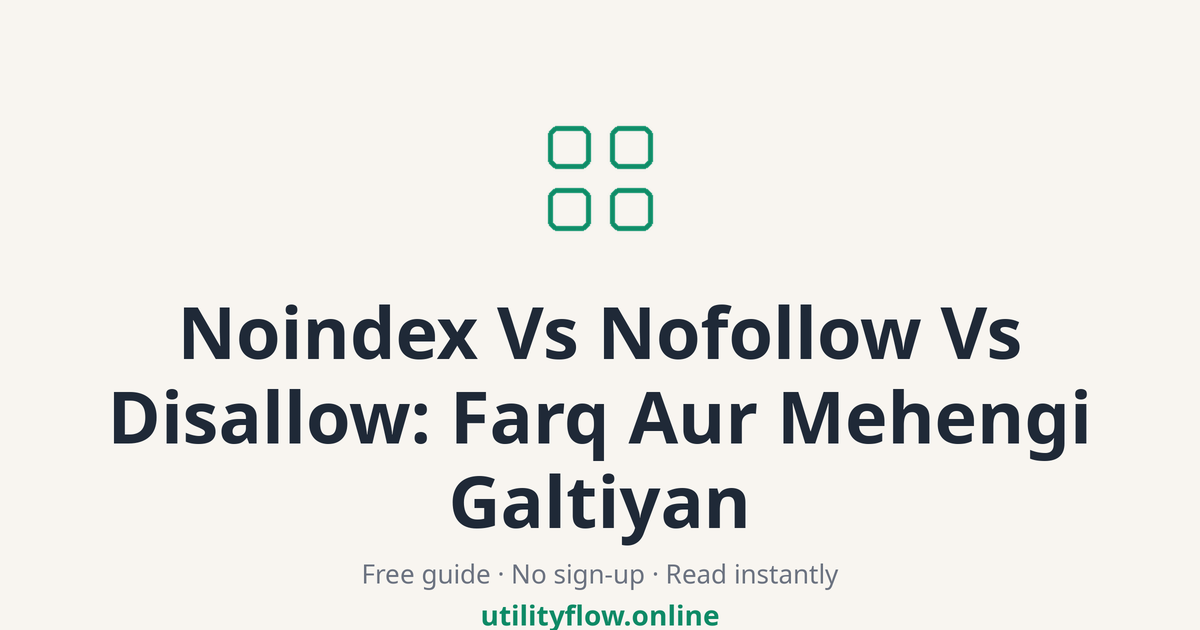 Noindex Vs Nofollow Vs
Disallow: Farq Aur Mehengi
Galtiyan
Free guide · No sign-up · Read instantly
utilityflow.online